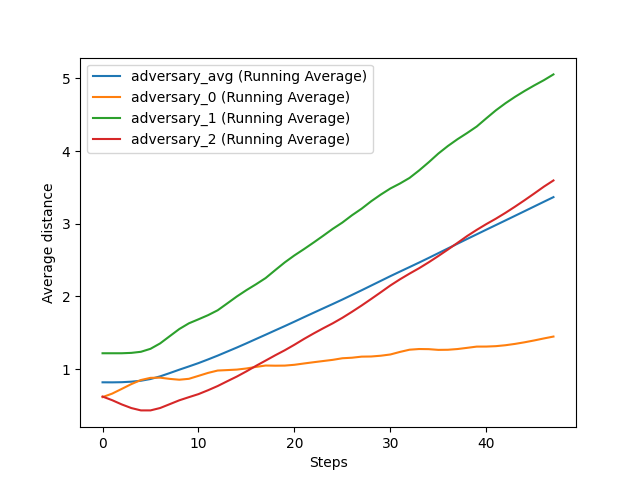 adversary_avg (Running Average)
adversary_0 (Running Average)
adversary_1 (Running Average)
adversary_2 (Running Average)
5
4
3
2
1
Average distance
0 10 20 30 40
Steps